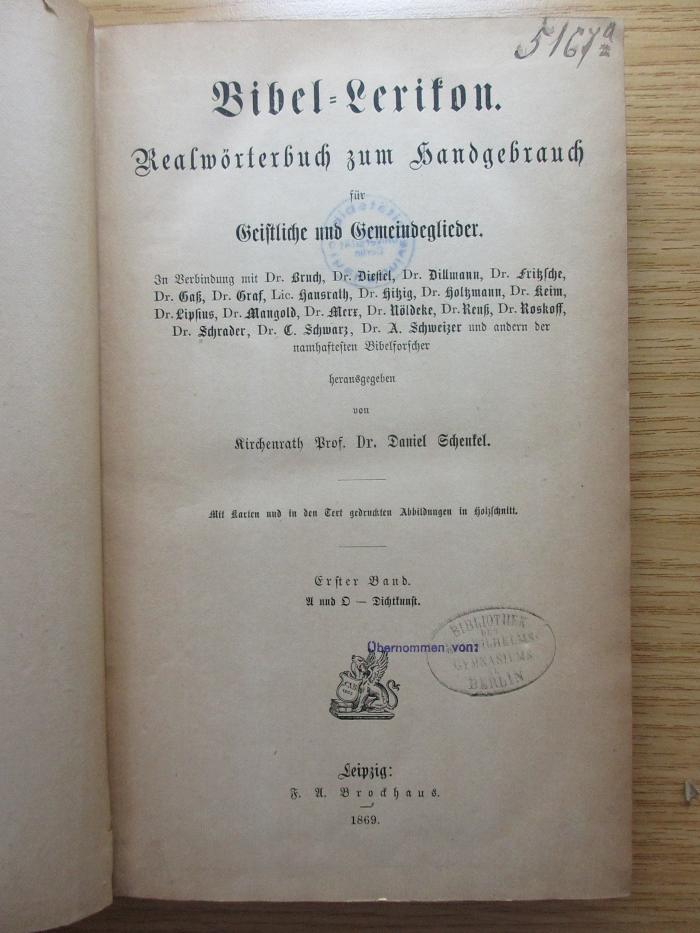 5167a
Bibel-Lexikon.
Realwörterbuch zum Handgebrauch
für
Geistliche und Gemeindeglieder.
In Verbindung mit Dr. Bruch, Dr. Diestel, Dr. Dillmann, Dr. Fritzsche,
Dr. Gaß, Dr. Graf, Lic. Hausrath, Dr. Hitzig, Dr. Holtzmann, Dr. Keim,
Dr. Lipsius, Dr. Mangold, Dr. Merx, Dr. Nöldeke, Dr. Reuß, Dr. Roskoff,
Dr. Schrader, Dr. C. Schwarz, Dr. A. Schweizer und andern der
namhaftesten Bibelforscher
herausgegeben
von
Kirchenrath Prof. Dr. Daniel Schenkel.
Mit Karten und in den Text gedruckten Abbildungen in Holzschnitt.
Erster Band.
A und O — Dichtkunst.
BIBLIOTHEK
DES
WILHELMS-
GYMNASIUMS
BERLIN
Übernommen von:
Leipzig:
F. A. Brockhaus.
1869.